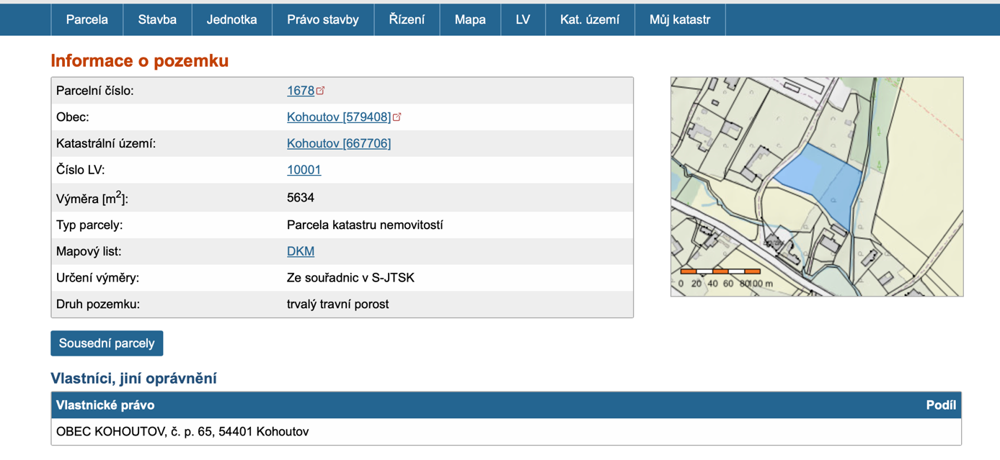 Parcela Stavba Jednotka Právo stavby Řízení Mapa LV Kat. území Můj katastr
Informace o pozemku
Parcelní číslo: 1678
Obec: Kohoutov [579408]
Katastrální území: Kohoutov [667706]
Číslo LV: 10001
Výměra [m²]: 5634
Typ parcely: Parcela katastru nemovitostí
Mapový list: DKM
Určení výměry: Ze souřadnic v S-JTSK
Druh pozemku: trvalý travní porost
0 20 40 60 80100 m
Sousední parcely
Vlastníci, jiní oprávnění
Vlastnické právo Podíl
OBEC KOHOUTOV, č. p. 65, 54401 Kohoutov